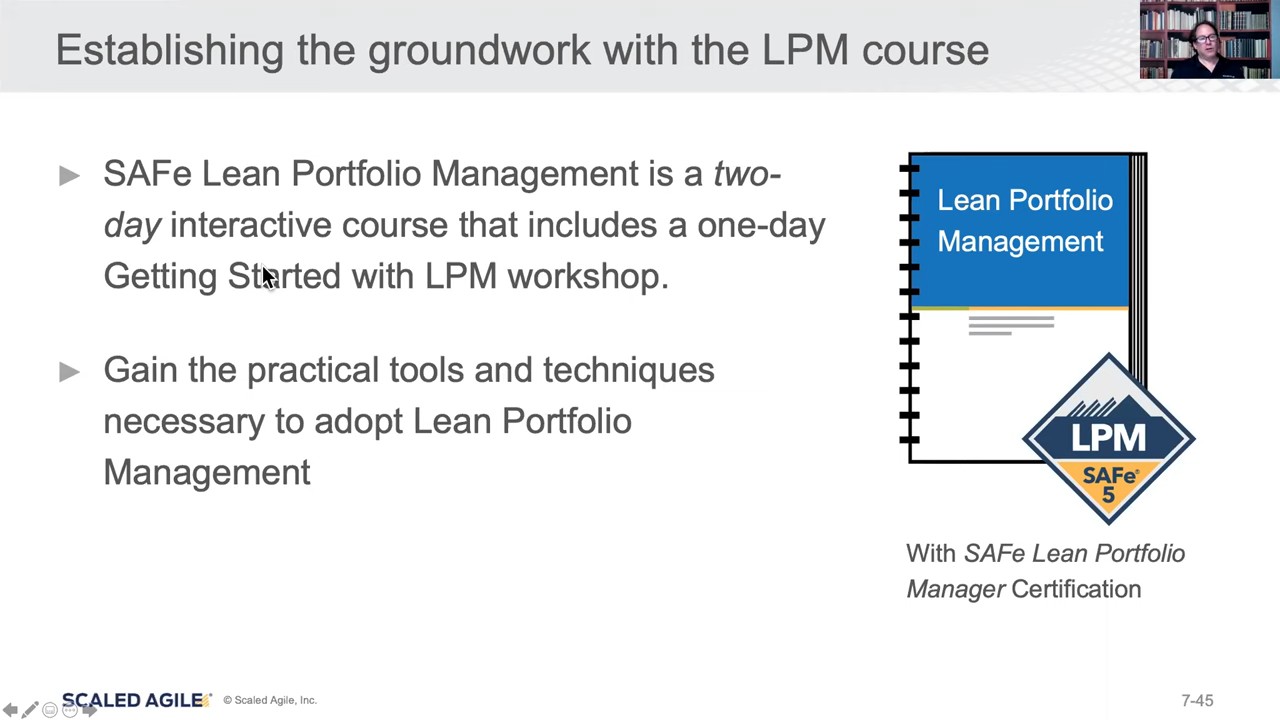 Establishing the groundwork with the LPM course
► SAFe Lean Portfolio Management is a two-
day interactive course that includes a one-day
Getting Started with LPM workshop.
► Gain the practical tools and techniques
necessary to adopt Lean Portfolio
Management
Lean Portfolio
Management
LPM
SAFe®
5
With SAFe Lean Portfolio
Manager Certification
SCALED AGILE
© Scaled Agile, Inc.
7-45